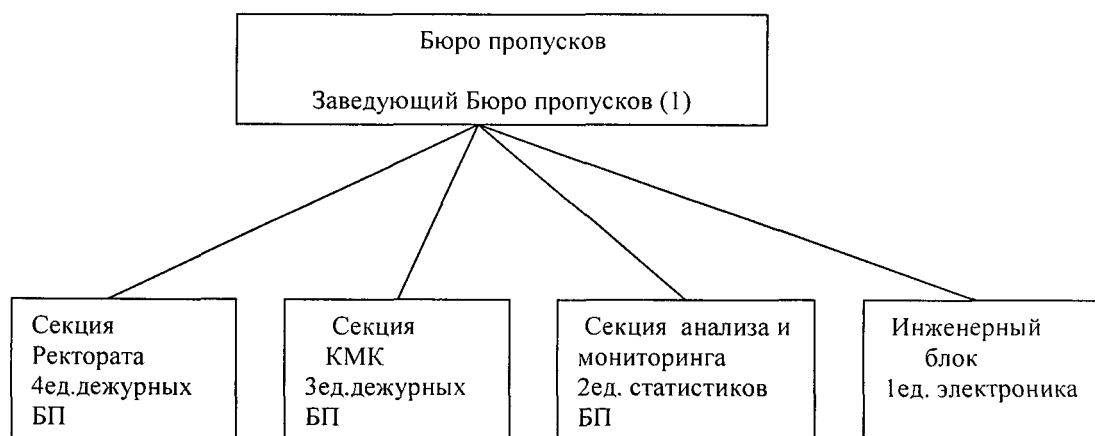 Бюро пропусков
Заведующий Бюро пропусков (1)
Секция
Ректората
4ед.дежурных
БП
Секция
КМК
3ед.дежурных
БП
Секция анализа и
мониторинга
2ед. статистиков
БП
Инженерный
блок
1ед. электроника